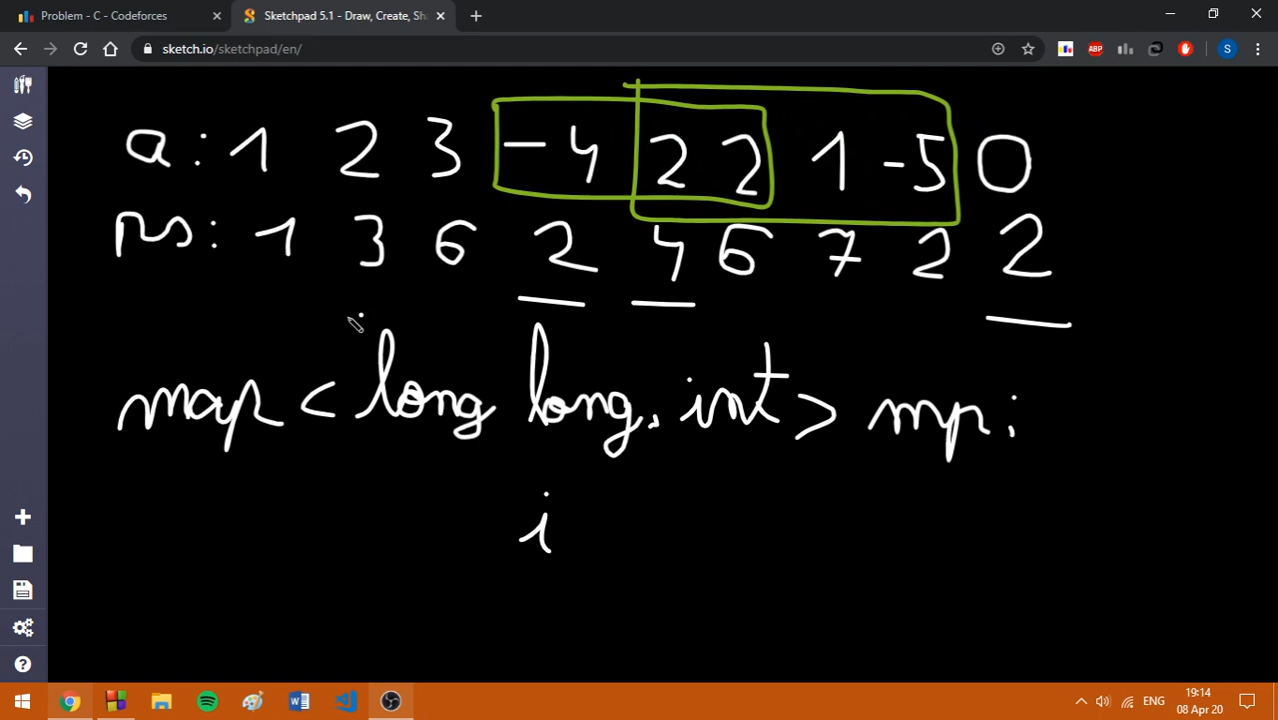 Problem - C - Codeforces
Sketchpad 5.1 - Draw, Create, Sh
sketch.io/sketchpad/en/
ABP
S
a: 1 2 3 -4 2 2 1 -5 0
ps: 1 3 6 2 4 6 7 2 2
map < long long, int > mp;
i
ENG
19:14
08 Apr 20